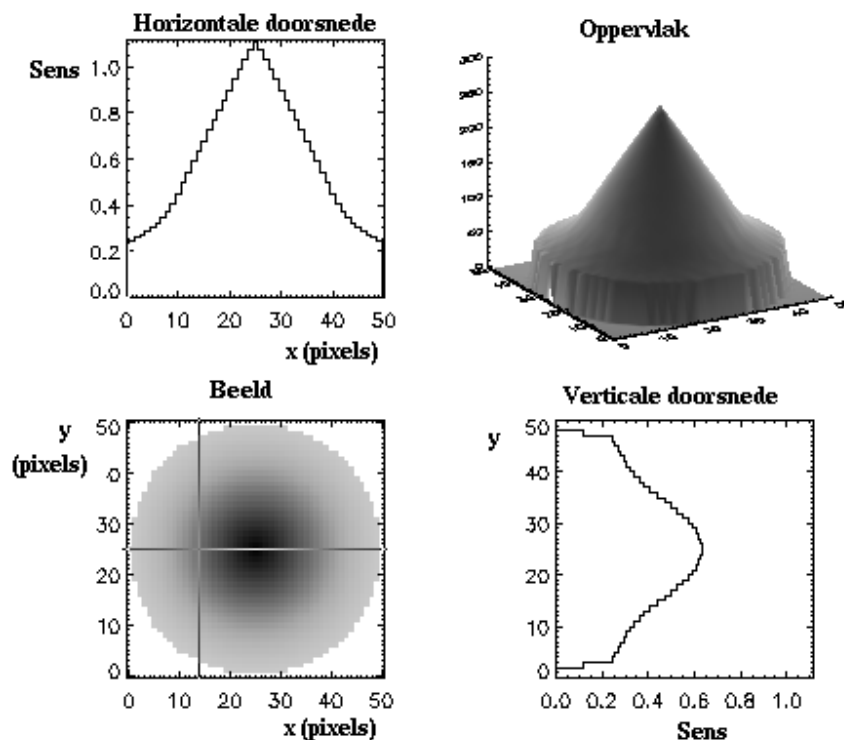 Horizontale doorsnede
Sens
1.0
0.8
0.6
0.4
0.2
0.0
0 10 20 30 40 50
x (pixels)
Oppervlak
Beeld
y
(pixels)
50
40
30
20
10
0
0 10 20 30 40 50
x (pixels)
Verticale doorsnede
y
50
40
30
20
10
0
0.0 0.2 0.4 0.6 0.8 1.0
Sens